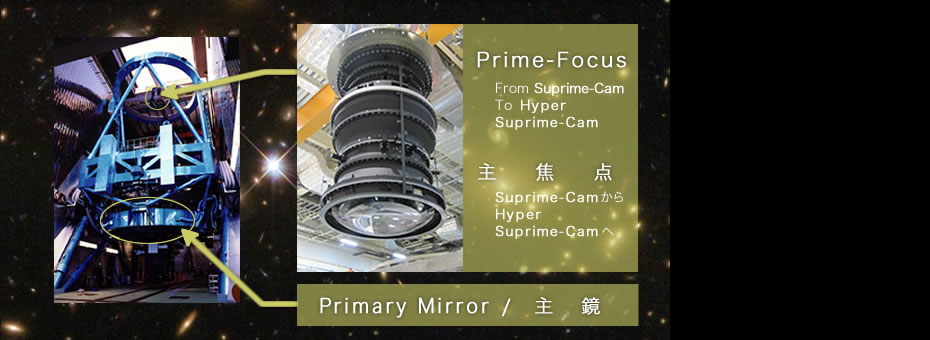 Prime-Focus
From Suprime-Cam
To Hyper
Suprime-Cam
主焦点
Suprime-Camから
Hyper
Suprime-Camへ
Primary Mirror / 主鏡